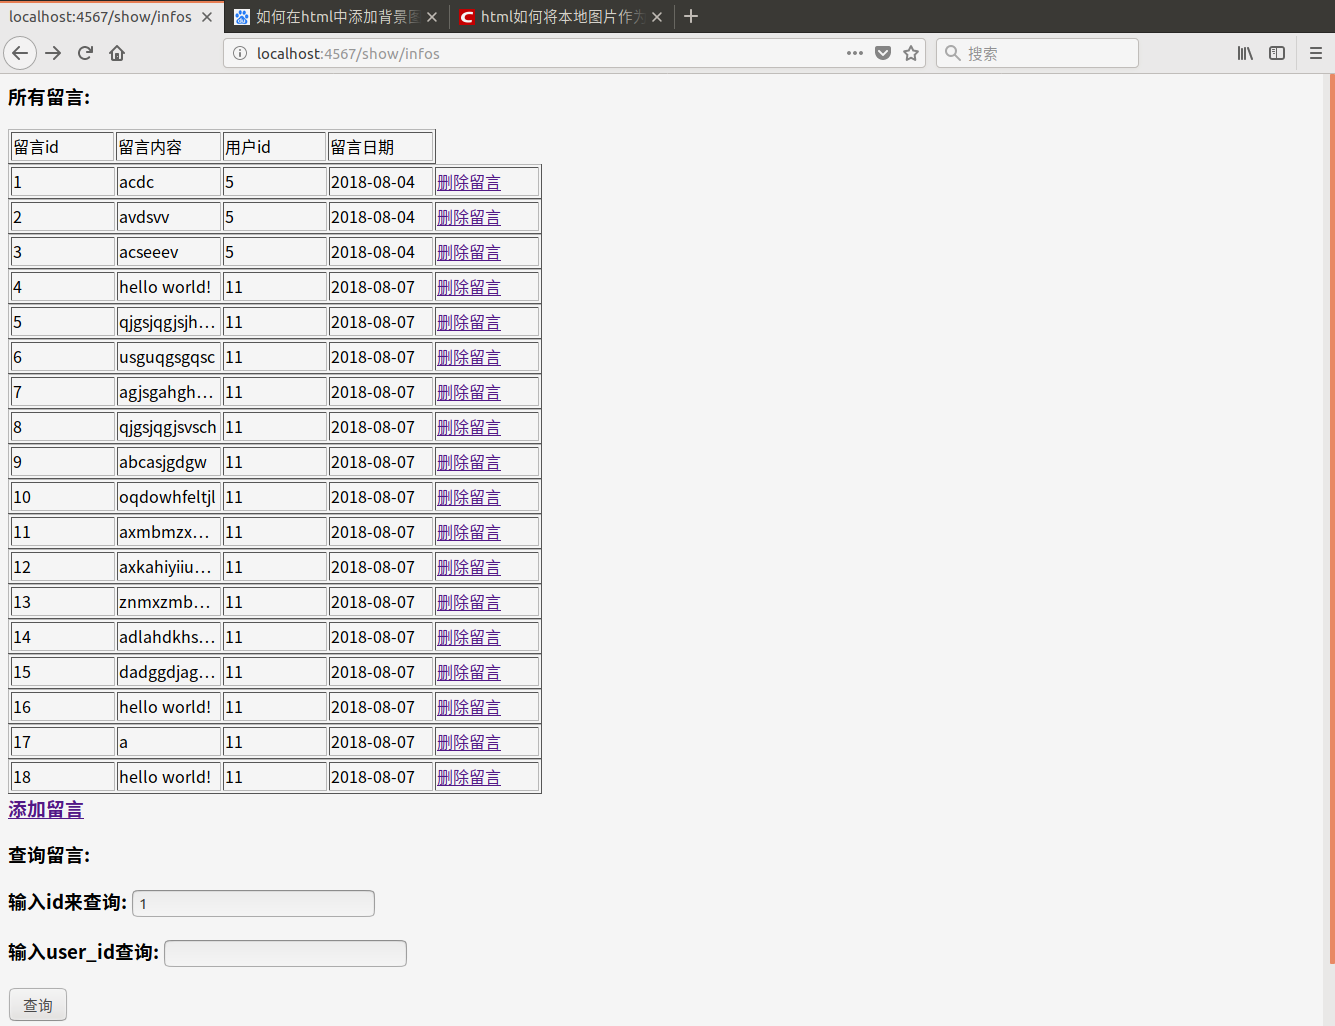 localhost:4567/show/infos
如何在html中添加背景图
html如何将本地图片作为
localhost:4567/show/infos
搜索
所有留言:
留言id 留言内容 用户id 留言日期
1 acdc 5 2018-08-04 删除留言
2 avdsvv 5 2018-08-04 删除留言
3 acseeev 5 2018-08-04 删除留言
4 hello world! 11 2018-08-07 删除留言
5 qjgsjqgjsjh… 11 2018-08-07 删除留言
6 usguqgsgqsc 11 2018-08-07 删除留言
7 agjsgahgh… 11 2018-08-07 删除留言
8 qjgsjqgjsvsch 11 2018-08-07 删除留言
9 abcasjgdgw 11 2018-08-07 删除留言
10 oqdowhfeltjl 11 2018-08-07 删除留言
11 axmbmzx… 11 2018-08-07 删除留言
12 axkahiyiiu… 11 2018-08-07 删除留言
13 znmxzmb… 11 2018-08-07 删除留言
14 adlahdkhs… 11 2018-08-07 删除留言
15 dadggdjag… 11 2018-08-07 删除留言
16 hello world! 11 2018-08-07 删除留言
17 a 11 2018-08-07 删除留言
18 hello world! 11 2018-08-07 删除留言
添加留言
查询留言:
输入id来查询: 1
输入user_id查询:
查询